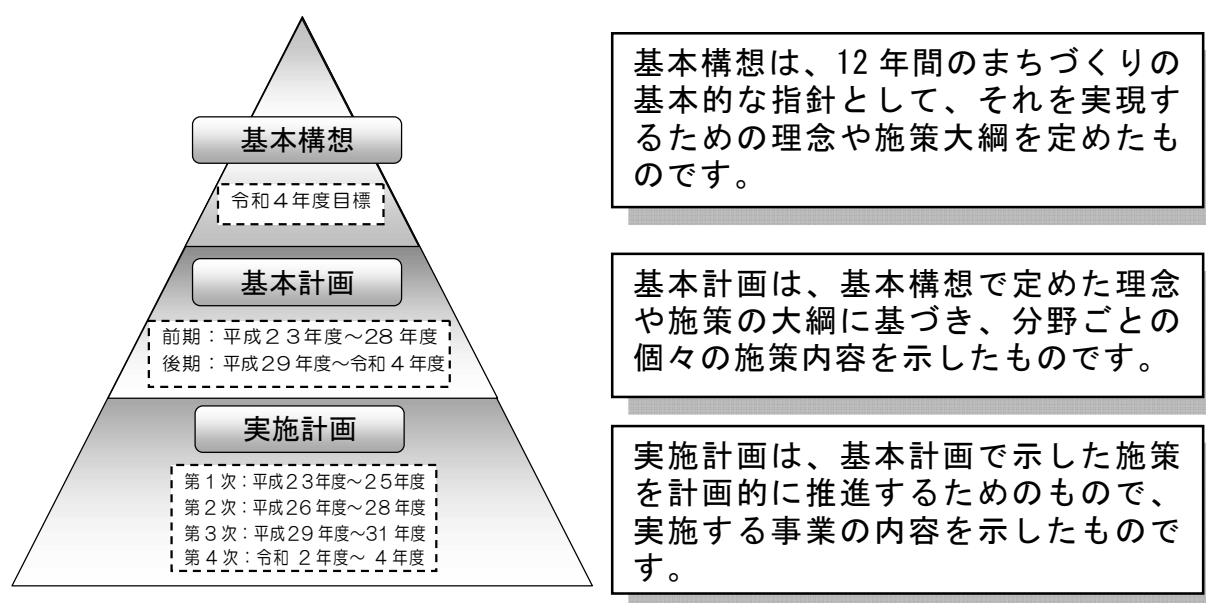 基本構想
令和４年度目標
基本構想は、12 年間のまちづくりの
基本的な指針として、それを実現す
るための理念や施策大綱を定めたも
のです。
基本計画
前期：平成２３年度～28 年度
後期：平成29 年度～令和４年度
基本計画は、基本構想で定めた理念
や施策の大綱に基づき、分野ごとの
個々の施策内容を示したものです。
実施計画
第１次：平成２３年度～２５年度
第２次：平成26 年度～28 年度
第３次：平成29 年度～31 年度
第４次：令和 ２年度～ ４年度
実施計画は、基本計画で示した施策
を計画的に推進するためのもので、
実施する事業の内容を示したもので
す。